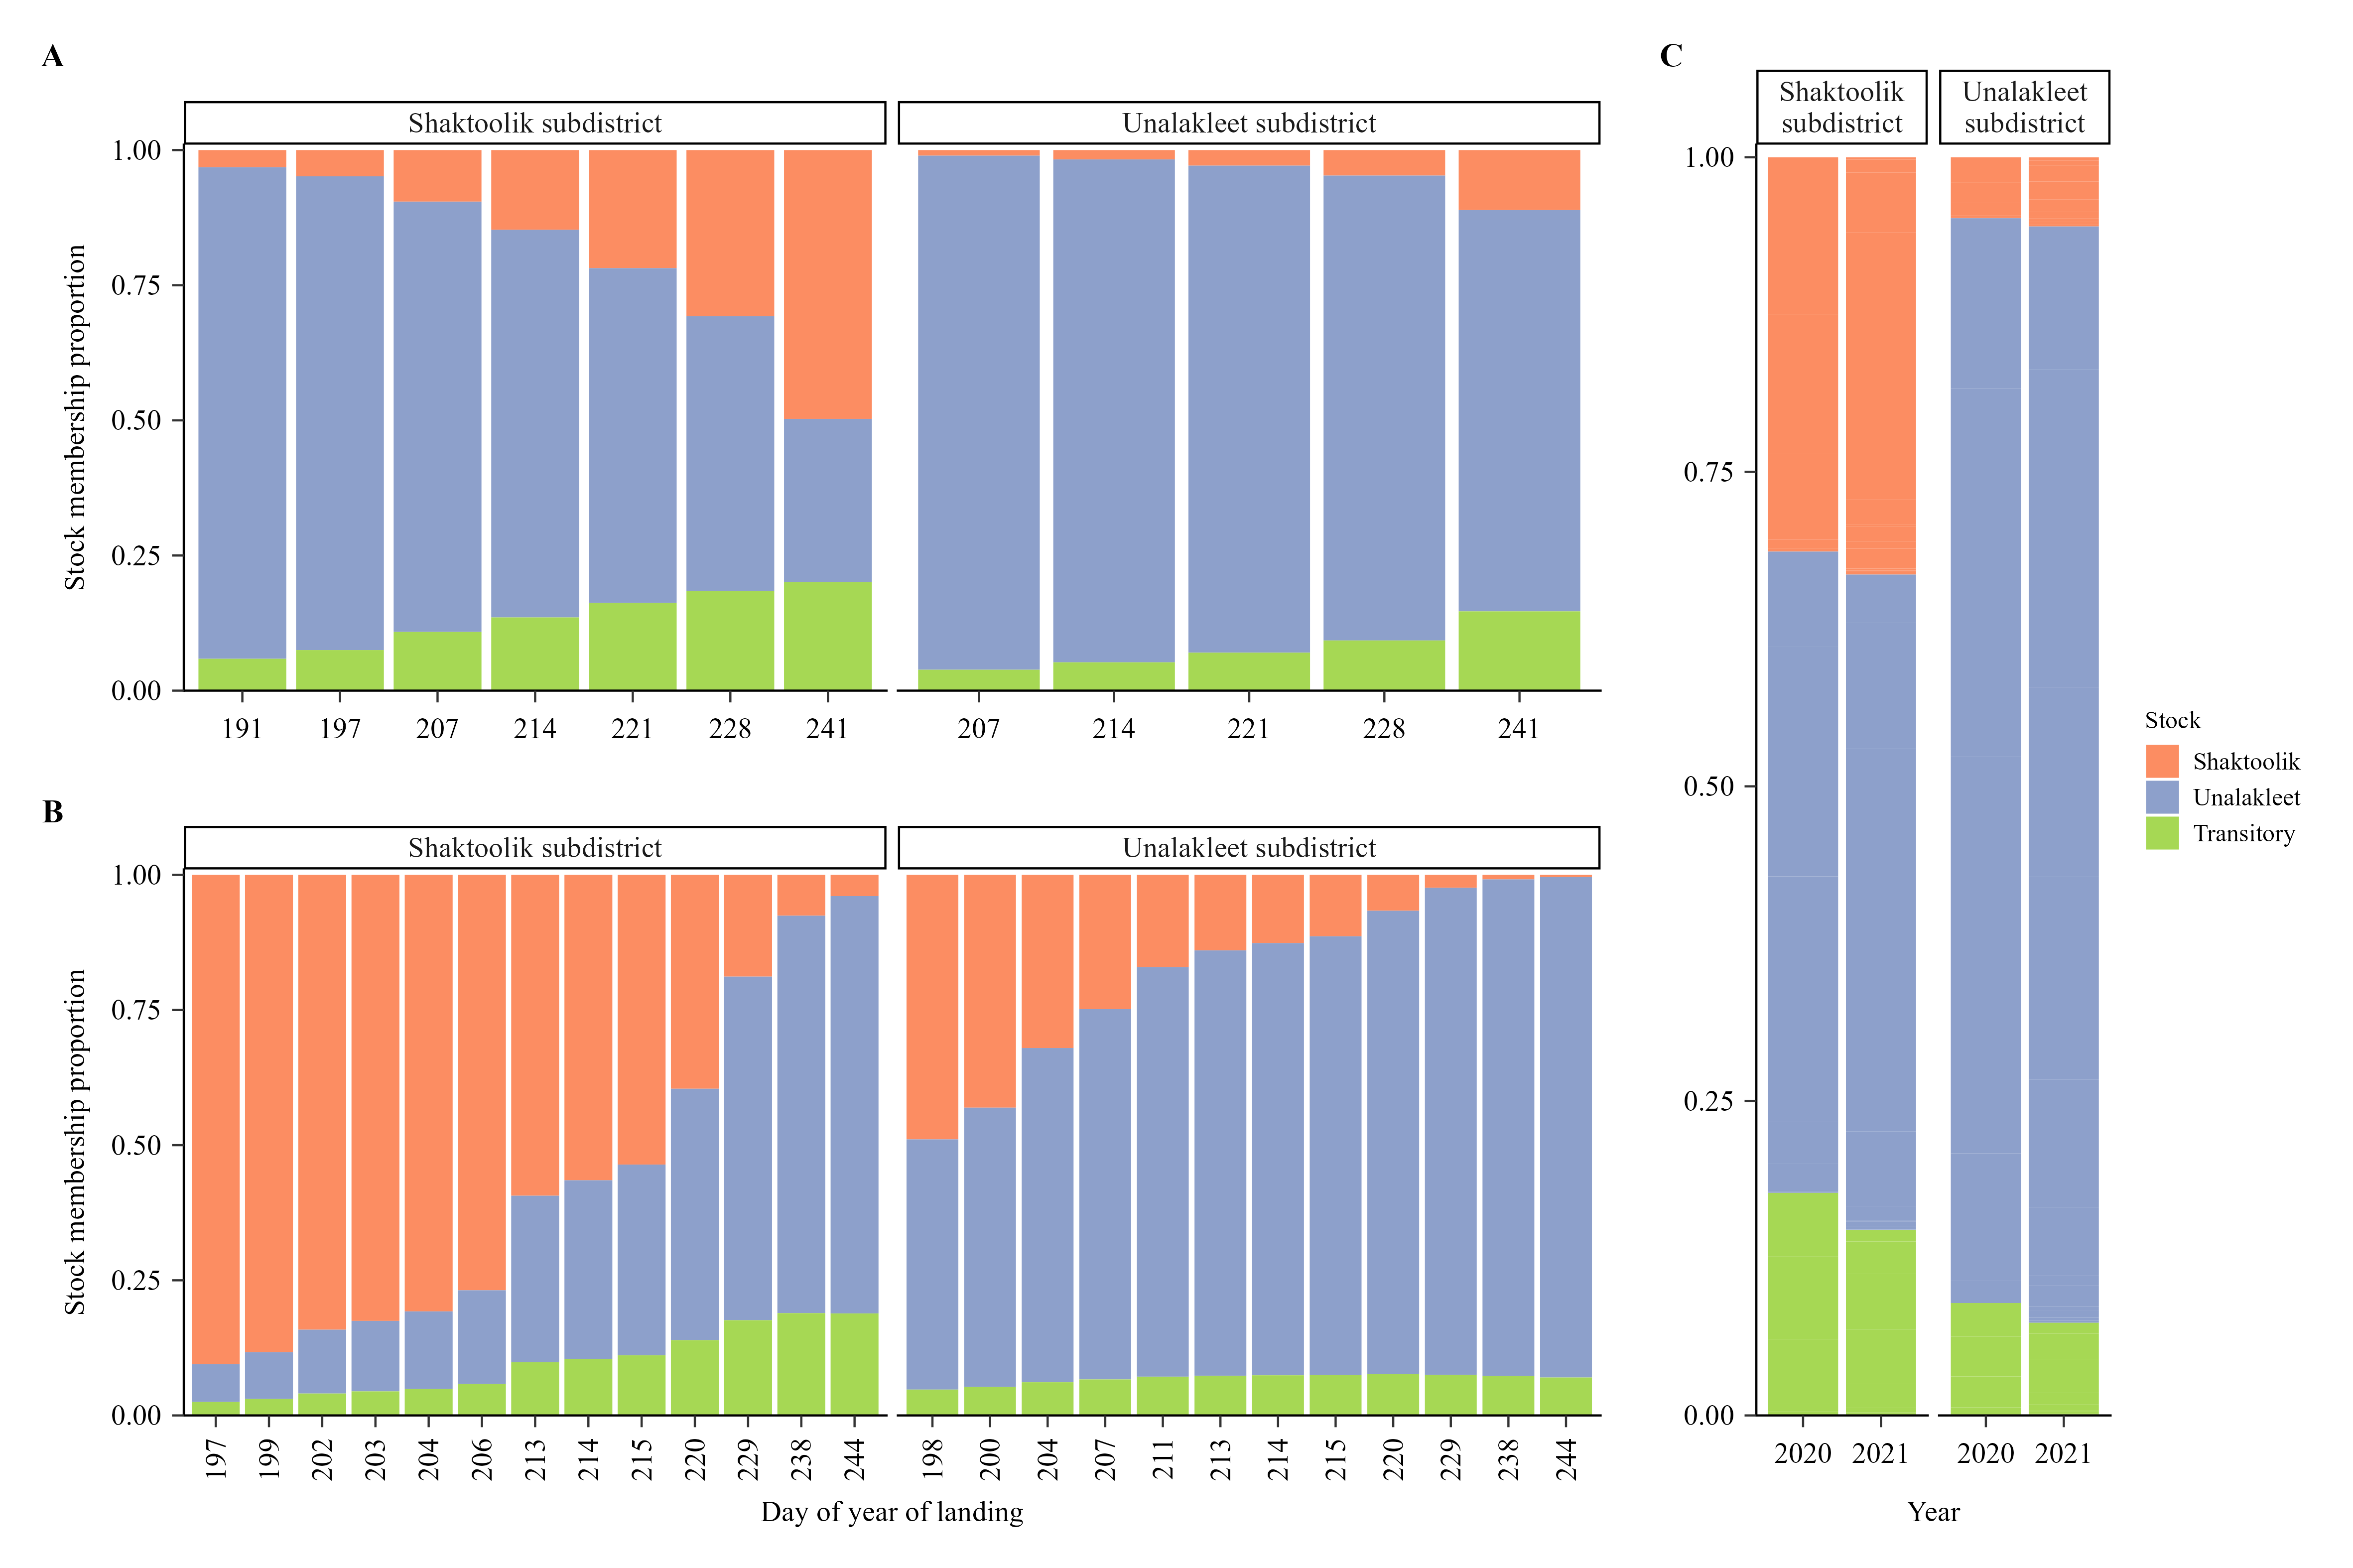 A
Shaktoolik subdistrict
Unalakleet subdistrict
Stock membership proportion
1.00
0.75
0.50
0.25
0.00
191 197 207 214 221 228 241
207 214 221 228 241
B
Shaktoolik subdistrict
Unalakleet subdistrict
Stock membership proportion
1.00
0.75
0.50
0.25
0.00
197 199 202 203 204 206 213 214 215 220 229 238 244
198 200 204 207 211 213 214 215 220 229 238 244
Day of year of landing
C
Shaktoolik
subdistrict
Unalakleet
subdistrict
1.00
0.75
0.50
0.25
0.00
2020 2021
2020 2021
Year
Stock
Shaktoolik
Unalakleet
Transitory